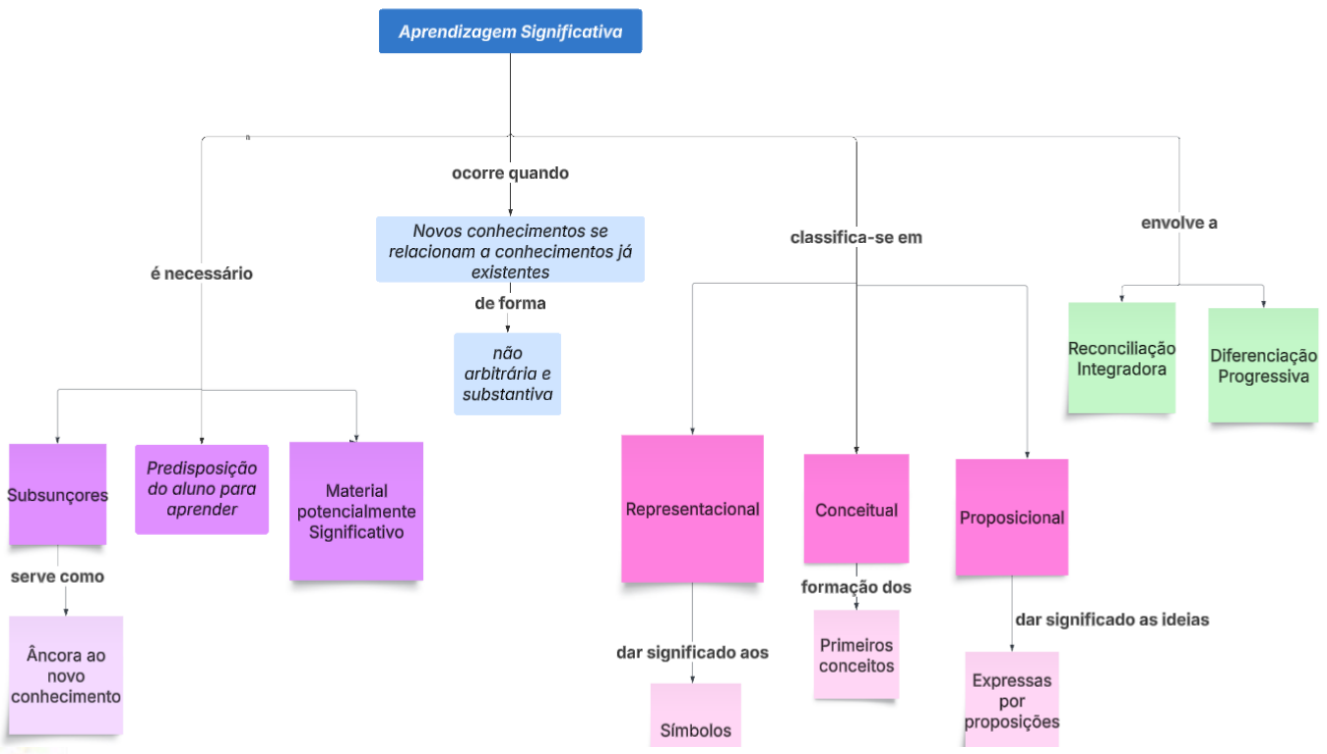 Aprendizagem Significativa
ocorre quando
Novos conhecimentos se
relacionam a conhecimentos já
existentes
de forma
não
arbitrária e
substantiva
é necessário
Subsunçores
serve como
Âncora ao
novo
conhecimento
Predisposição
do aluno para
aprender
Material
potencialmente
Significativo
classifica-se em
Representacional
dar significado aos
Símbolos
Conceitual
formação dos
Primeiros
conceitos
Proposicional
dar significado as ideias
Expressas
por
proposições
envolve a
Reconciliação
Integradora
Diferenciação
Progressiva